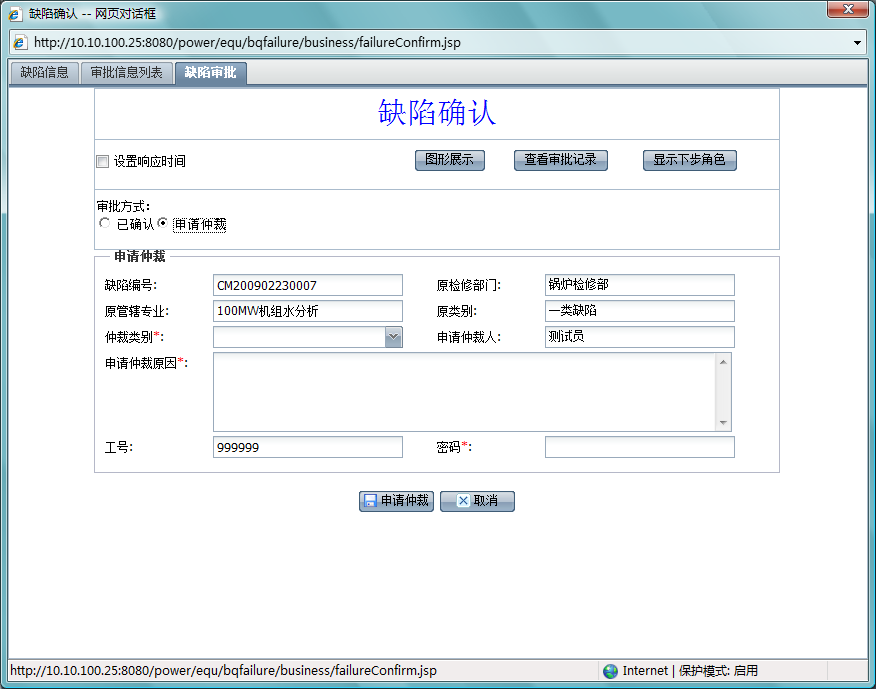 缺陷确认 -- 网页对话框
http://10.10.100.25:8080/power/equ/bqfailure/business/failureConfirm.jsp
缺陷信息 审批信息列表 缺陷审批
缺陷确认
设置响应时间 图形展示 查看审批记录 显示下步角色
审批方式:
已确认 申请仲裁
申请仲裁
缺陷编号: CM200902230007 原检修部门: 锅炉检修部
原管辖专业: 100MW机组水分析 原类别: 一类缺陷
仲裁类别*: 申请仲裁人: 测试员
申请仲裁原因*:
工号: 999999 密码*:
申请仲裁 取消
http://10.10.100.25:8080/power/equ/bqfailure/business/failureConfirm.jsp Internet | 保护模式: 启用